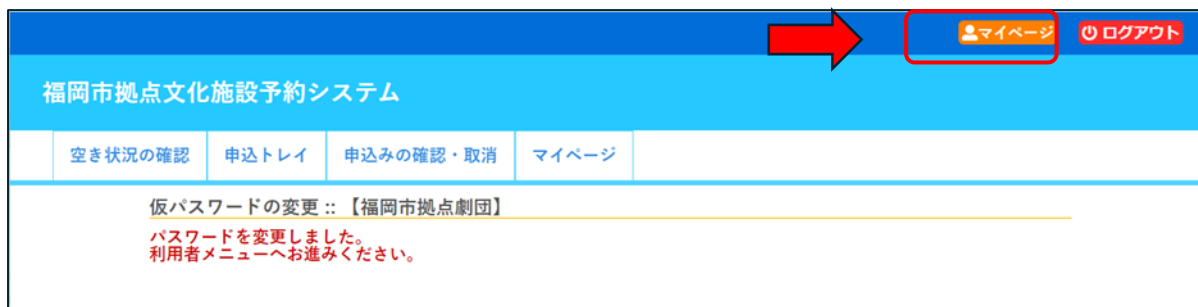 マイページ
ログアウト
福岡市拠点文化施設予約システム
空き状況の確認
申込トレイ
申込みの確認・取消
マイページ
仮パスワードの変更 :: 【福岡市拠点劇団】
パスワードを変更しました。
利用者メニューへお進みください。